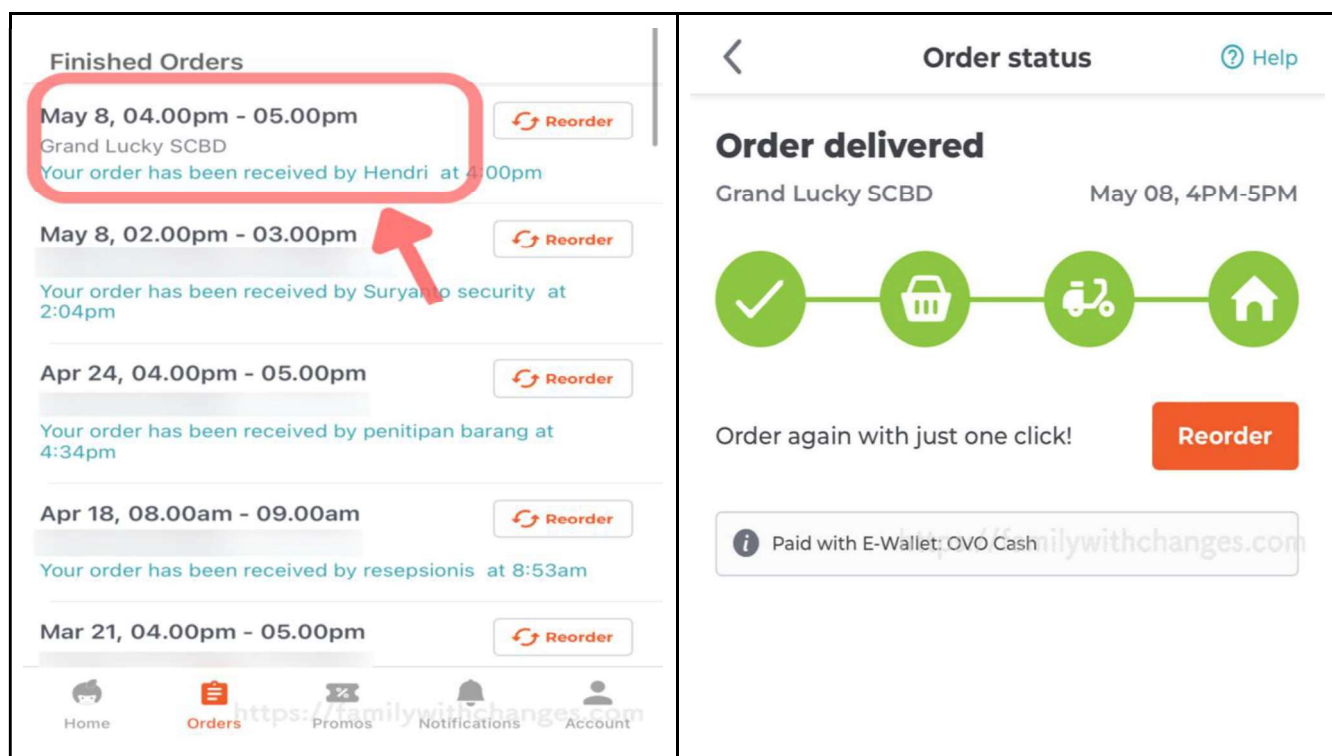 Finished Orders
May 8, 04.00pm - 05.00pm
Reorder
Grand Lucky SCBD
Your order has been received by Hendri at 4:00pm
May 8, 02.00pm - 03.00pm
Reorder
Your order has been received by Suryanto security at
2:04pm
Apr 24, 04.00pm - 05.00pm
Reorder
Your order has been received by penitipan barang at
4:34pm
Apr 18, 08.00am - 09.00am
Reorder
Your order has been received by resepsionis at 8:53am
Mar 21, 04.00pm - 05.00pm
Reorder
Home
Orders
Promos
Notifications
Account
https://familywithchanges.com
Order status
Help
Order delivered
Grand Lucky SCBD
May 08, 4PM-5PM
Order again with just one click!
Reorder
Paid with E-Wallet: OVO Cash
https://familywithchanges.com